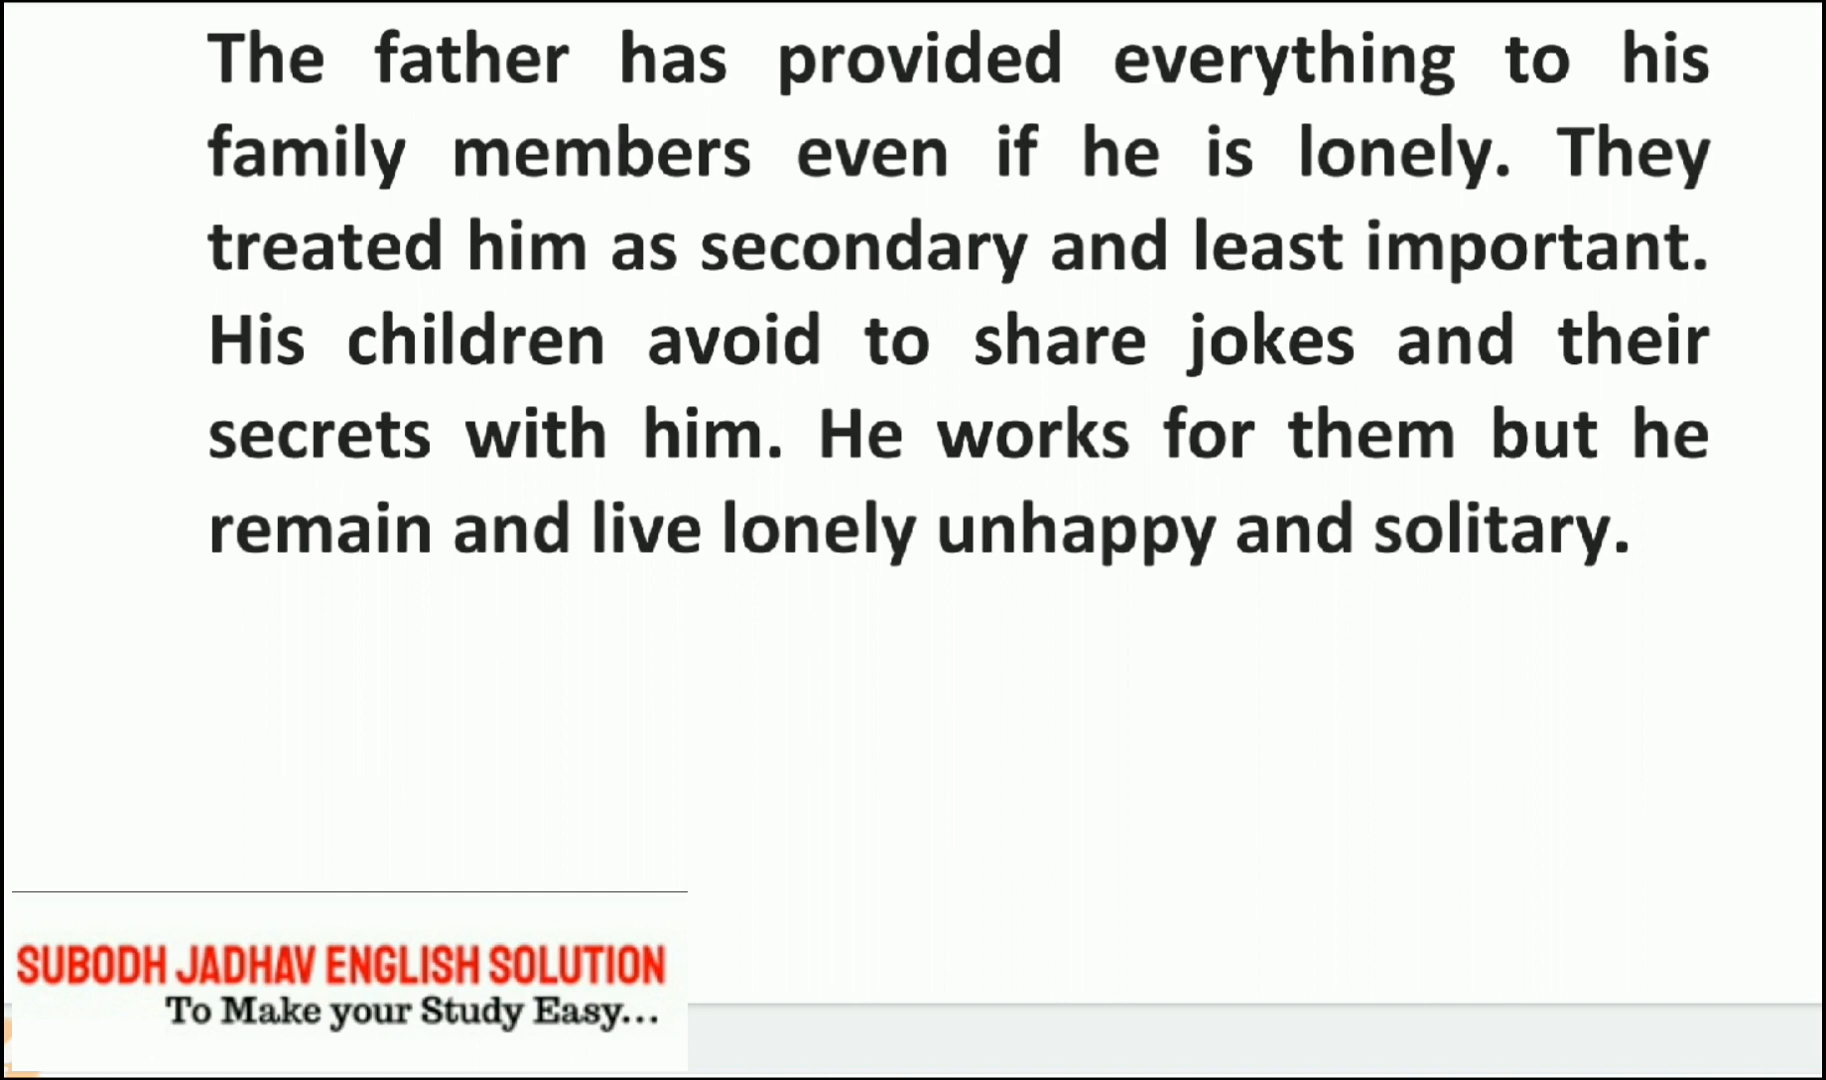 The father has provided everything to his
family members even if he is lonely. They
treated him as secondary and least important.
His children avoid to share jokes and their
secrets with him. He works for them but he
remain and live lonely unhappy and solitary.
SUBODH JADHAV ENGLISH SOLUTION
To Make your Study Easy...